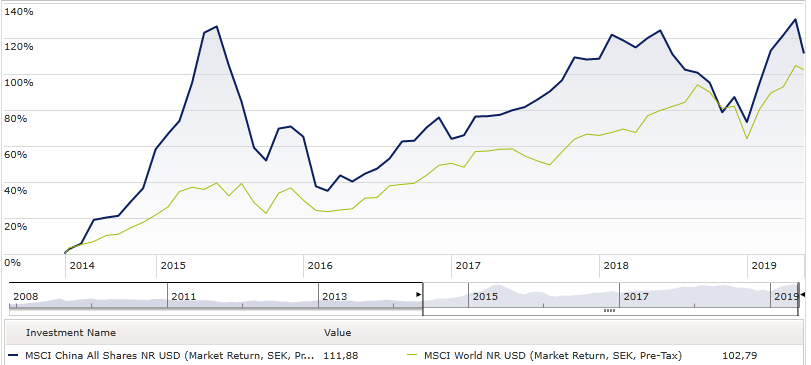 140%
120%
100%
80%
60%
40%
20%
0%
2014 2015 2016 2017 2018 2019
2008 2011 2013 2015 2017 2019
Investment Name Value
MSCI China All Shares NR USD (Market Return, SEK, Pr... 111,88 MSCI World NR USD (Market Return, SEK, Pre-Tax) 102,79